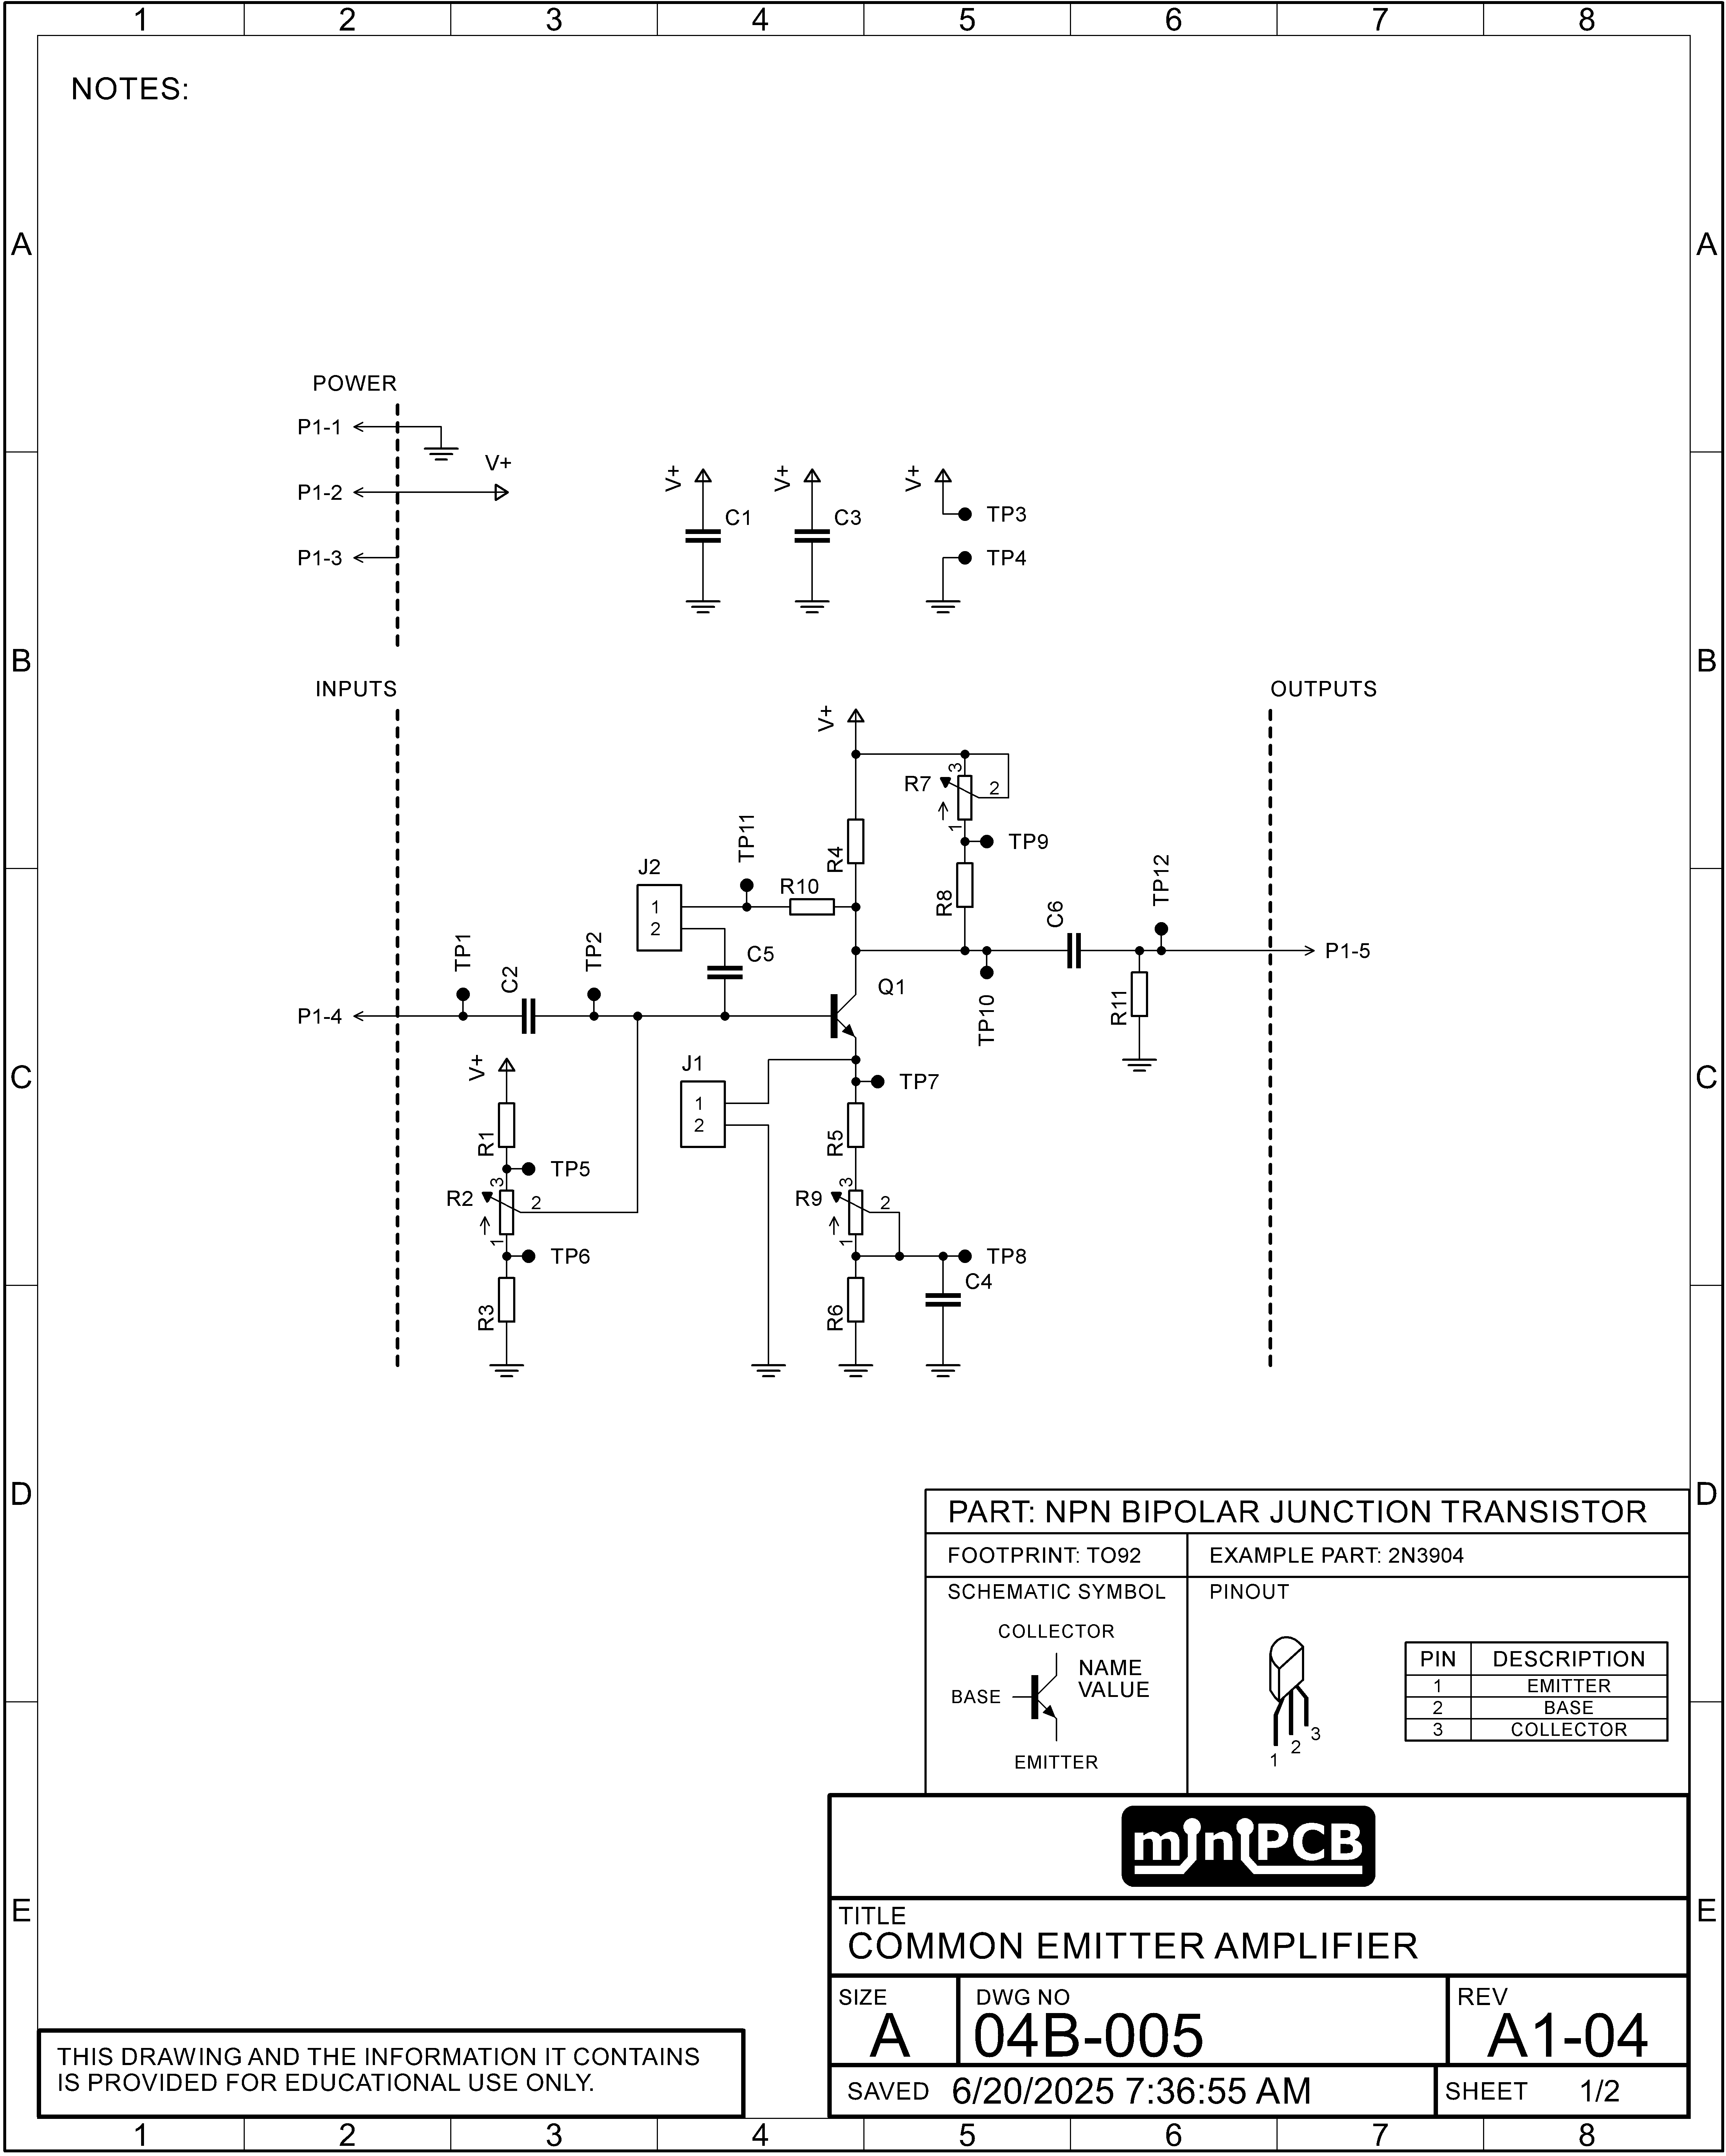 1 2 3 4 5 6 7 8
NOTES:
A A
POWER
P1-1
V+
P1-2
P1-3
V+ C1
V+ C3
V+
TP3
TP4
B B
INPUTS
OUTPUTS
V+
R7 3 2 1
TP9
R4
R8
TP11
J2
1
2
R10
C5
TP1
C2
TP2
P1-4
Q1
TP10
C6
TP12
R11
P1-5
C C
V+
R1
TP5
R2 3 2 1
TP6
R3
J1
1
2
TP7
R5
R9 3 2 1
TP8
C4
R6
D D
PART: NPN BIPOLAR JUNCTION TRANSISTOR
FOOTPRINT: TO92
EXAMPLE PART: 2N3904
SCHEMATIC SYMBOL
COLLECTOR
BASE
NAME
VALUE
EMITTER
PINOUT
1 2 3
PIN DESCRIPTION
1 EMITTER
2 BASE
3 COLLECTOR
miniPCB
E E
TITLE
COMMON EMITTER AMPLIFIER
SIZE
A
DWG NO
04B-005
REV
A1-04
SAVED 6/20/2025 7:36:55 AM
SHEET 1/2
THIS DRAWING AND THE INFORMATION IT CONTAINS
IS PROVIDED FOR EDUCATIONAL USE ONLY.
1 2 3 4 5 6 7 8